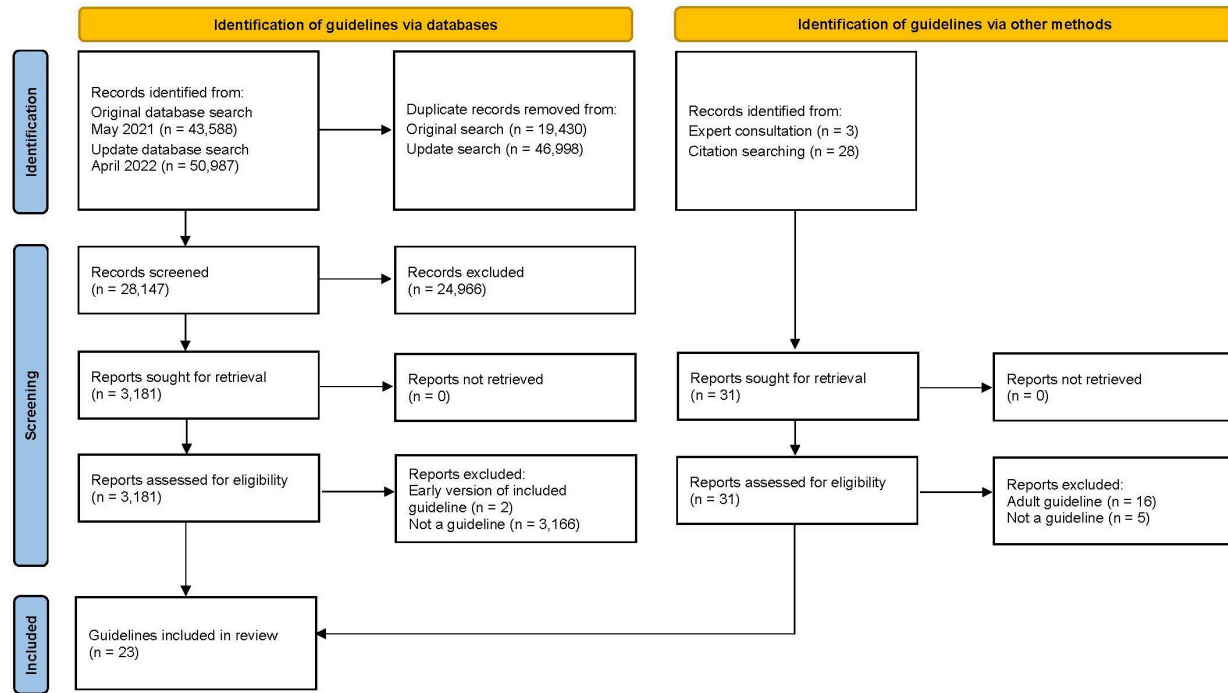 Identification of guidelines via databases
Identification of guidelines via other methods
Identification
Records identified from:
Original database search
May 2021 (n = 43,588)
Update database search
April 2022 (n = 50,987)
Duplicate records removed from:
Original search (n = 19,430)
Update search (n = 46,998)
Records identified from:
Expert consultation (n = 3)
Citation searching (n = 28)
Screening
Records screened
(n = 28,147)
Records excluded
(n = 24,966)
Reports sought for retrieval
(n = 3,181)
Reports not retrieved
(n = 0)
Reports sought for retrieval
(n = 31)
Reports not retrieved
(n = 0)
Reports assessed for eligibility
(n = 3,181)
Reports excluded:
Early version of included
guideline (n = 2)
Not a guideline (n = 3,166)
Reports assessed for eligibility
(n = 31)
Reports excluded:
Adult guideline (n = 16)
Not a guideline (n = 5)
Included
Guidelines included in review
(n = 23)